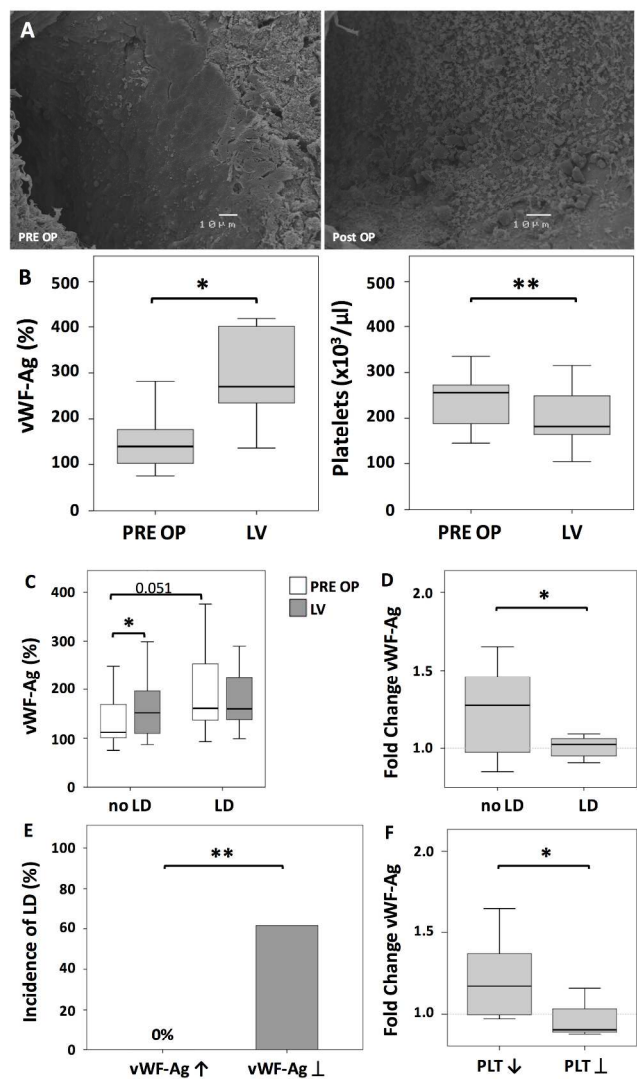 A
10μm
PRE OP
10μm
Post OP
B
vWF-Ag (%)
500
400
300
200
100
0
*
PRE OP
LV
Platelets (x10³/μl)
500
400
300
200
100
0
**
PRE OP
LV
C
vWF-Ag (%)
400
300
200
100
0
0.051
*
no LD
LD
PRE OP
LV
D
Fold Change vWF-Ag
2.0
1.5
1.0
*
no LD
LD
E
Incidence of LD (%)
100
80
60
40
20
0
**
0%
vWF-Ag ↑
vWF-Ag ⊥
F
Fold Change vWF-Ag
2.0
1.5
1.0
*
PLT ↓
PLT ⊥